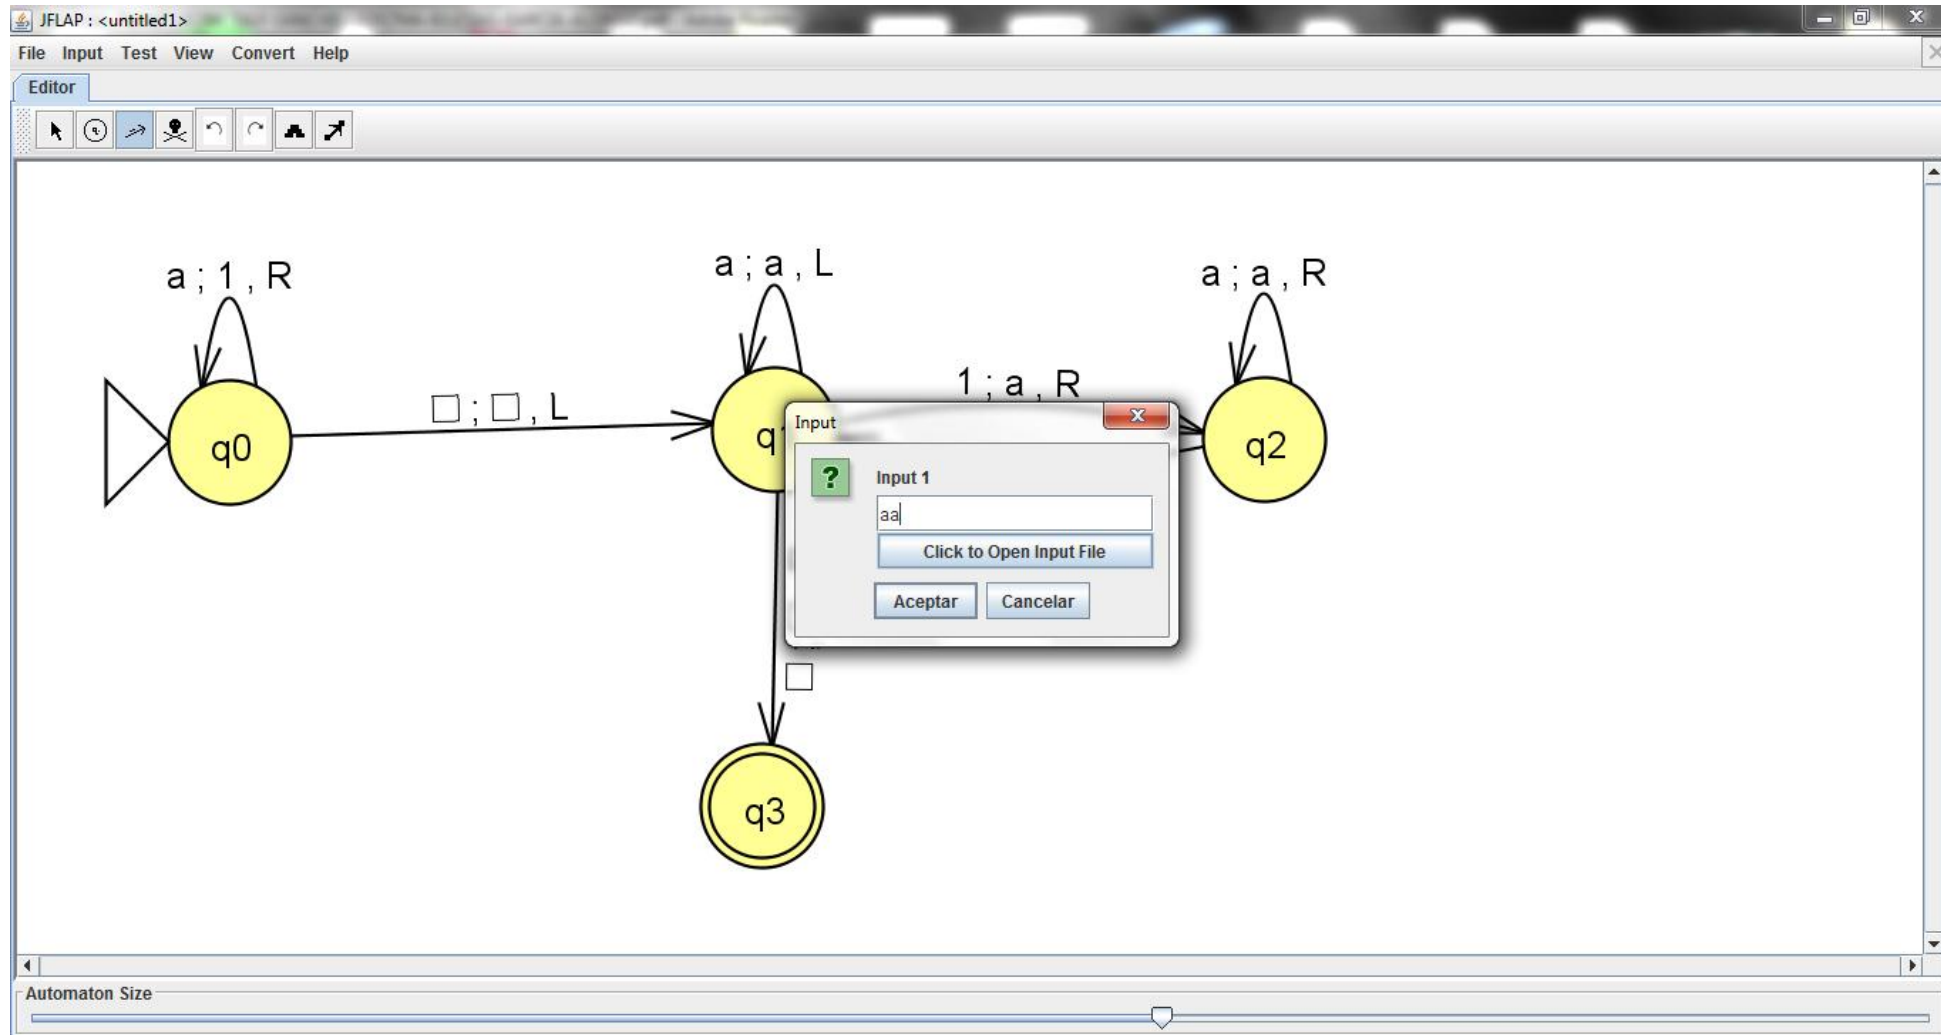 JFLAP : <untitled1>
File Input Test View Convert Help
Editor
a ; 1 , R
a ; a , L
a ; a , R
□ ; □ , L
1 ; a , R
q0
q2
Input
Input 1
aa
Click to Open Input File
Aceptar Cancelar
□
q3
Automaton Size